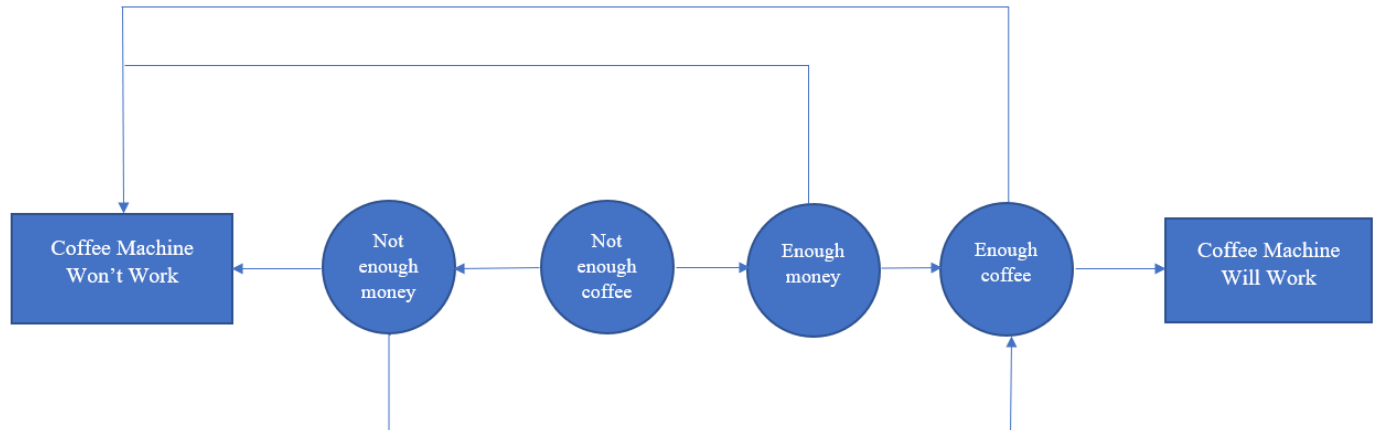 Coffee Machine
Won’t Work
Not
enough
money
Not
enough
coffee
Enough
money
Enough
coffee
Coffee Machine
Will Work